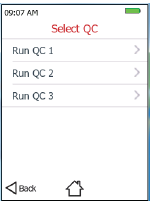 09:07 AM
Select QC
Run QC 1
Run QC 2
Run QC 3
Back